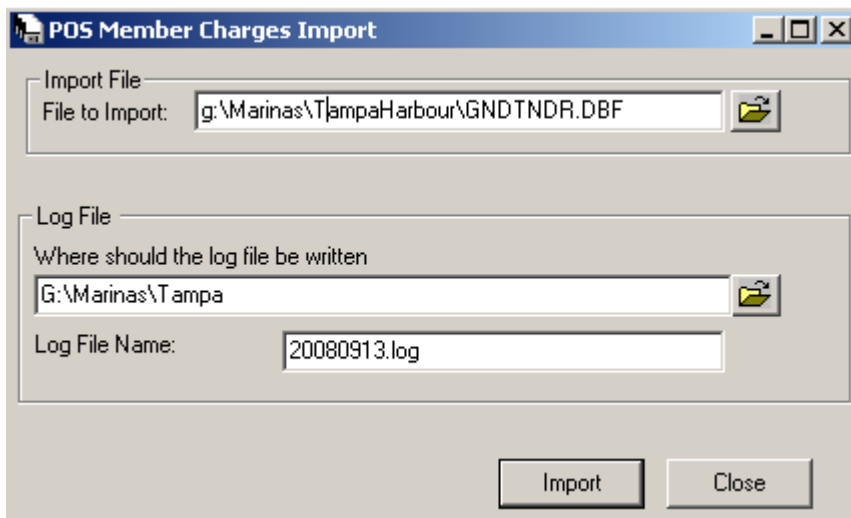 POS Member Charges Import
Import File
File to Import: g:\Marinas\TampaHarbour\GNDTNDR.DBF
Log File
Where should the log file be written
G:\Marinas\Tampa
Log File Name: 20080913.log
Import Close